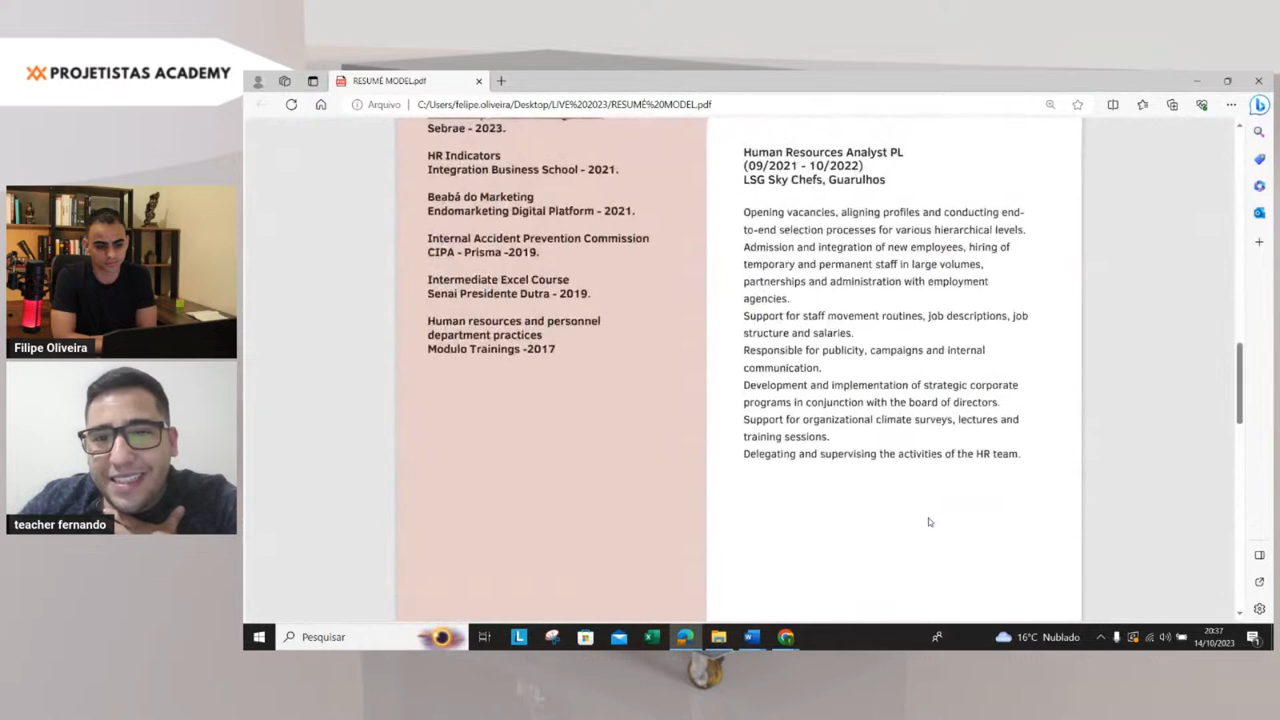 PROJETISTAS ACADEMY
RESUMÉ MODEL.pdf
Arquivo
C:/Users/felipe.oliveira/Desktop/LIVE%202023/RESUMÉ%20MODEL.pdf
Sebrae - 2023.
HR Indicators
Integration Business School - 2021.
Beabá do Marketing
Endomarketing Digital Platform - 2021.
Internal Accident Prevention Commission
CIPA - Prisma -2019.
Intermediate Excel Course
Senai Presidente Dutra - 2019.
Human resources and personnel
department practices
Modulo Trainings -2017
Human Resources Analyst PL
(09/2021 - 10/2022)
LSG Sky Chefs, Guarulhos
Opening vacancies, aligning profiles and conducting end-
to-end selection processes for various hierarchical levels.
Admission and integration of new employees, hiring of
temporary and permanent staff in large volumes,
partnerships and administration with employment
agencies.
Support for staff movement routines, job descriptions, job
structure and salaries.
Responsible for publicity, campaigns and internal
communication.
Development and implementation of strategic corporate
programs in conjunction with the board of directors.
Support for organizational climate surveys, lectures and
training sessions.
Delegating and supervising the activities of the HR team.
Filipe Oliveira
teacher fernando
Pesquisar
16°C Nublado
20:37
14/10/2023